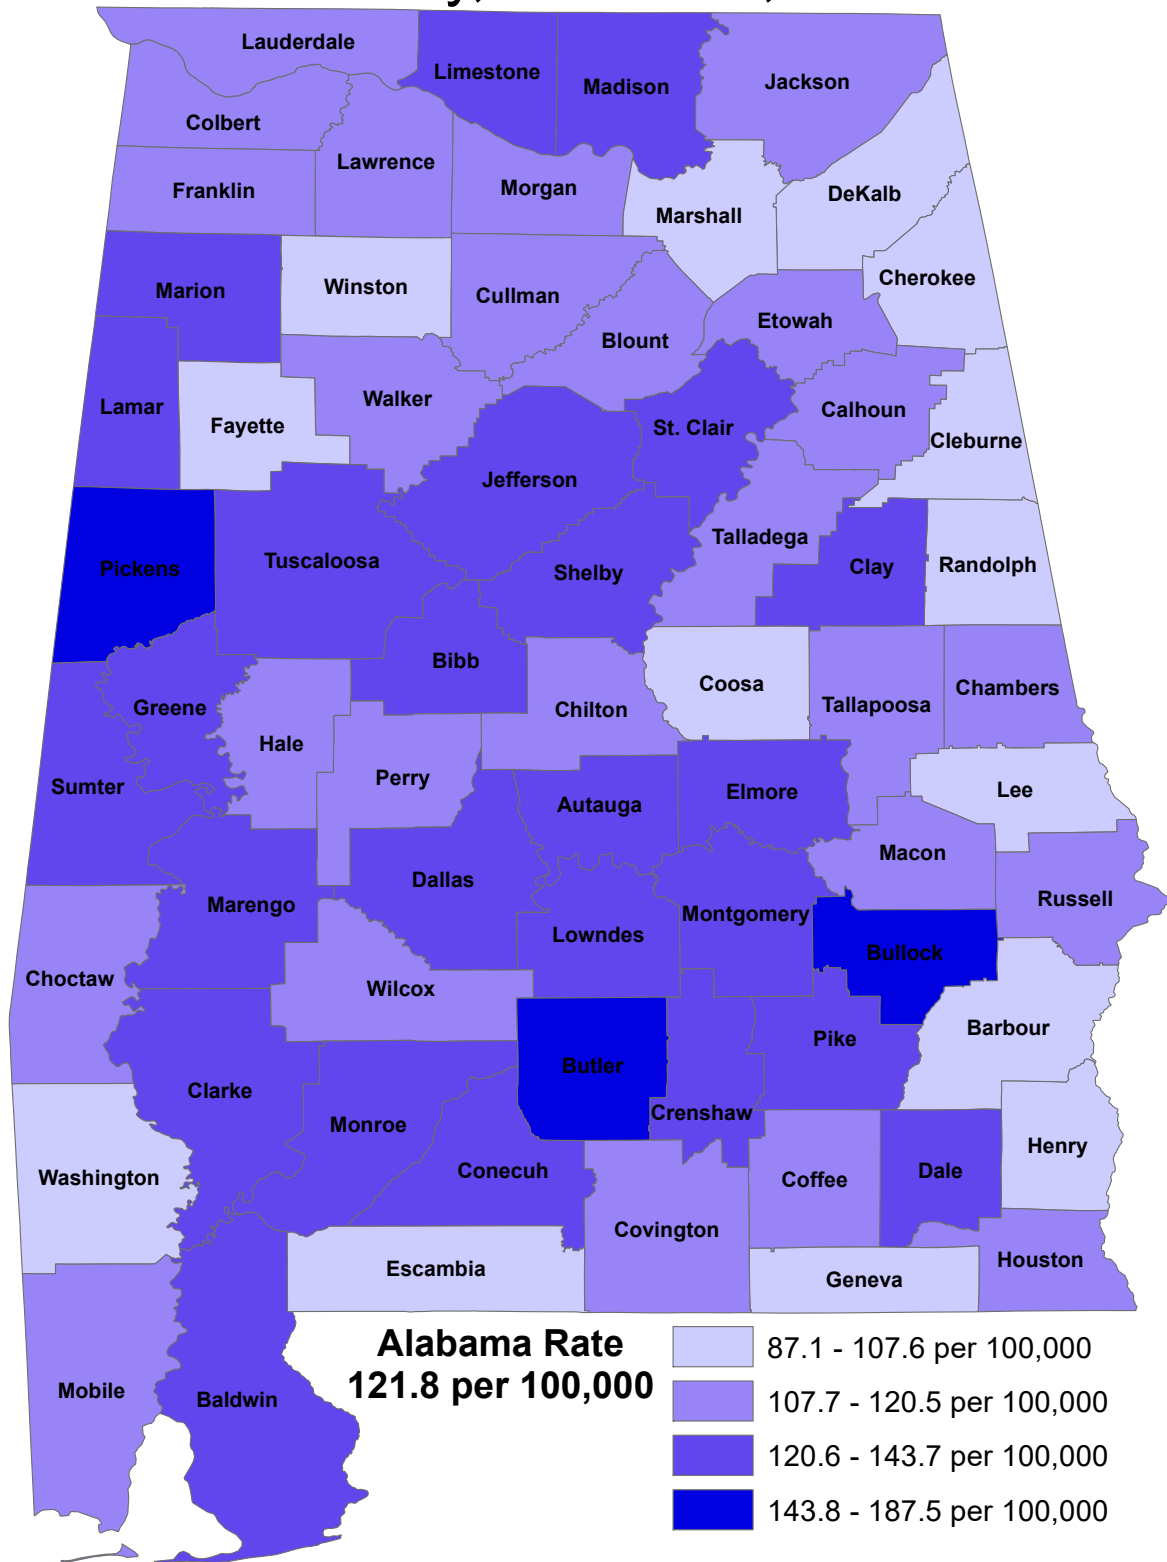 Lauderdale
Limestone
Madison
Jackson
Colbert
Lawrence
Franklin
Morgan
Marshall
DeKalb
Cherokee
Marion
Winston
Cullman
Blount
Etowah
Lamar
Fayette
Walker
St. Clair
Calhoun
Cleburne
Jefferson
Pickens
Tuscaloosa
Shelby
Talladega
Clay
Randolph
Bibb
Greene
Hale
Chilton
Coosa
Tallapoosa
Chambers
Sumter
Perry
Autauga
Elmore
Lee
Macon
Dallas
Marengo
Lowndes
Montgomery
Russell
Bullock
Choctaw
Wilcox
Barbour
Pike
Butler
Clarke
Crenshaw
Monroe
Henry
Washington
Conecuh
Coffee
Dale
Covington
Escambia
Geneva
Houston
Mobile
Baldwin
Alabama Rate
121.8 per 100,000
87.1 - 107.6 per 100,000
107.7 - 120.5 per 100,000
120.6 - 143.7 per 100,000
143.8 - 187.5 per 100,000